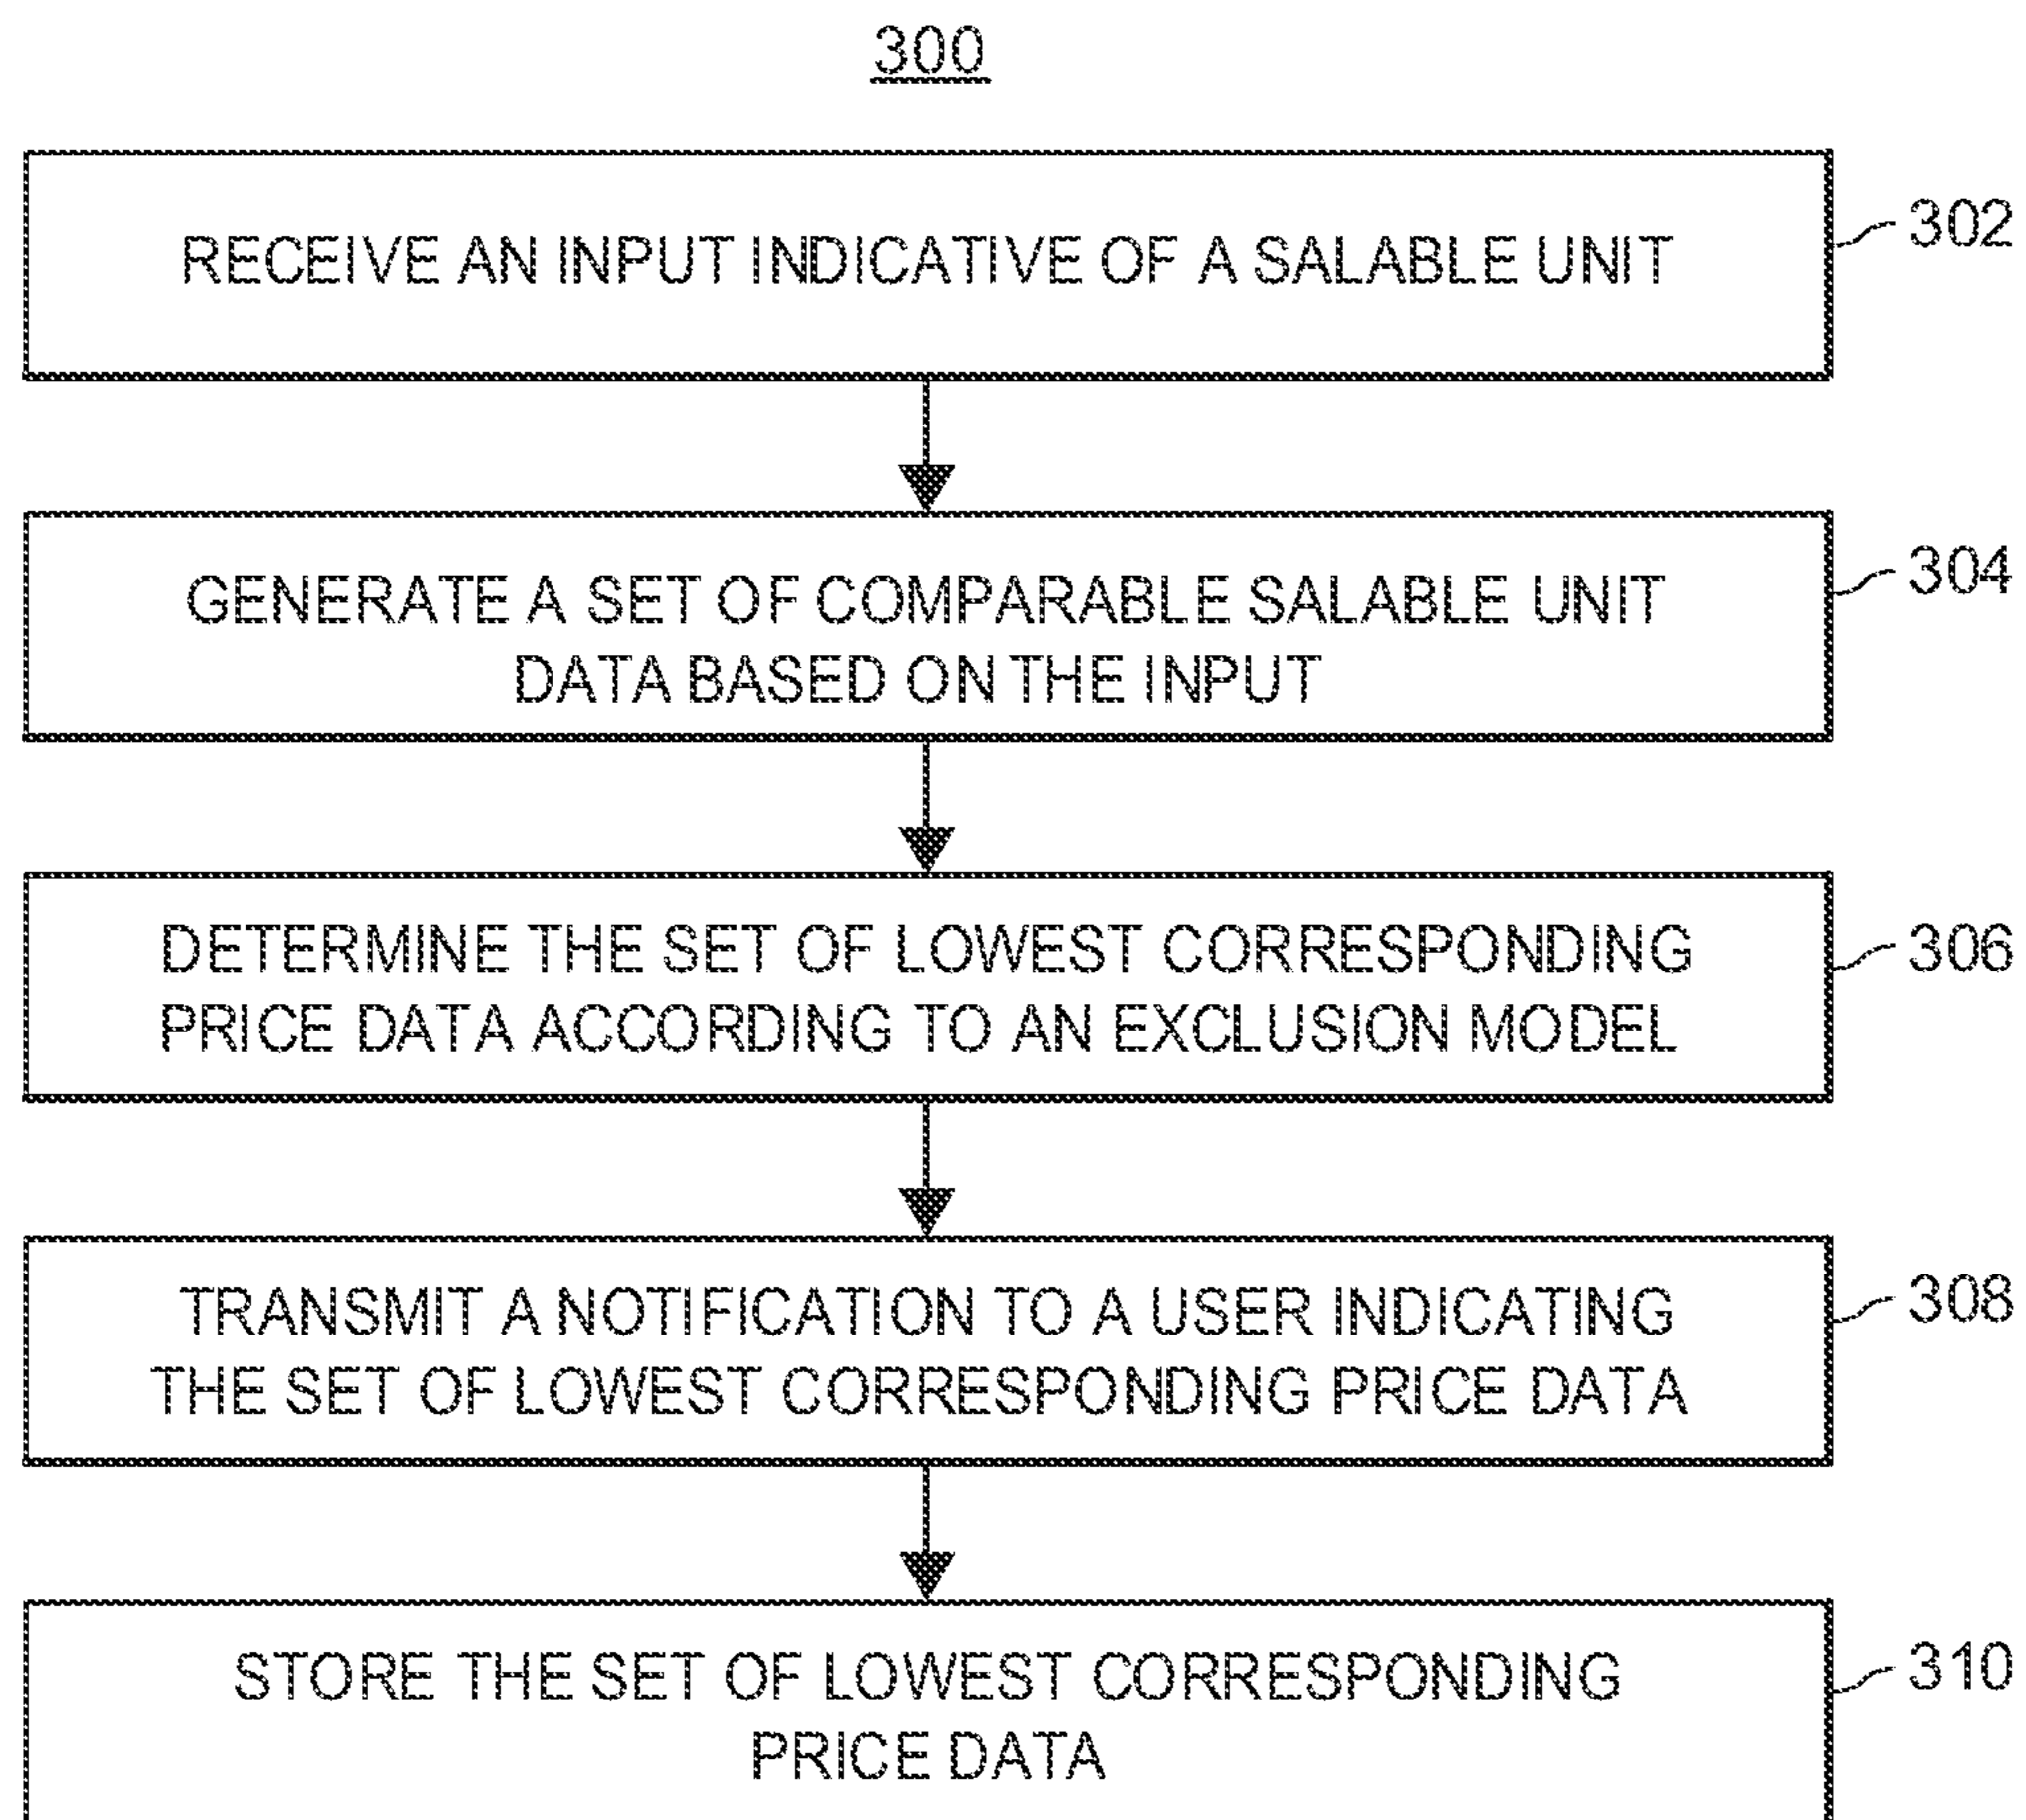 300
RECEIVE AN INPUT INDICATIVE OF A SALABLE UNIT
302
GENERATE A SET OF COMPARABLE SALABLE UNIT
DATA BASED ON THE INPUT
304
DETERMINE THE SET OF LOWEST CORRESPONDING
PRICE DATA ACCORDING TO AN EXCLUSION MODEL
306
TRANSMIT A NOTIFICATION TO A USER INDICATING
THE SET OF LOWEST CORRESPONDING PRICE DATA
308
STORE THE SET OF LOWEST CORRESPONDING
PRICE DATA
310